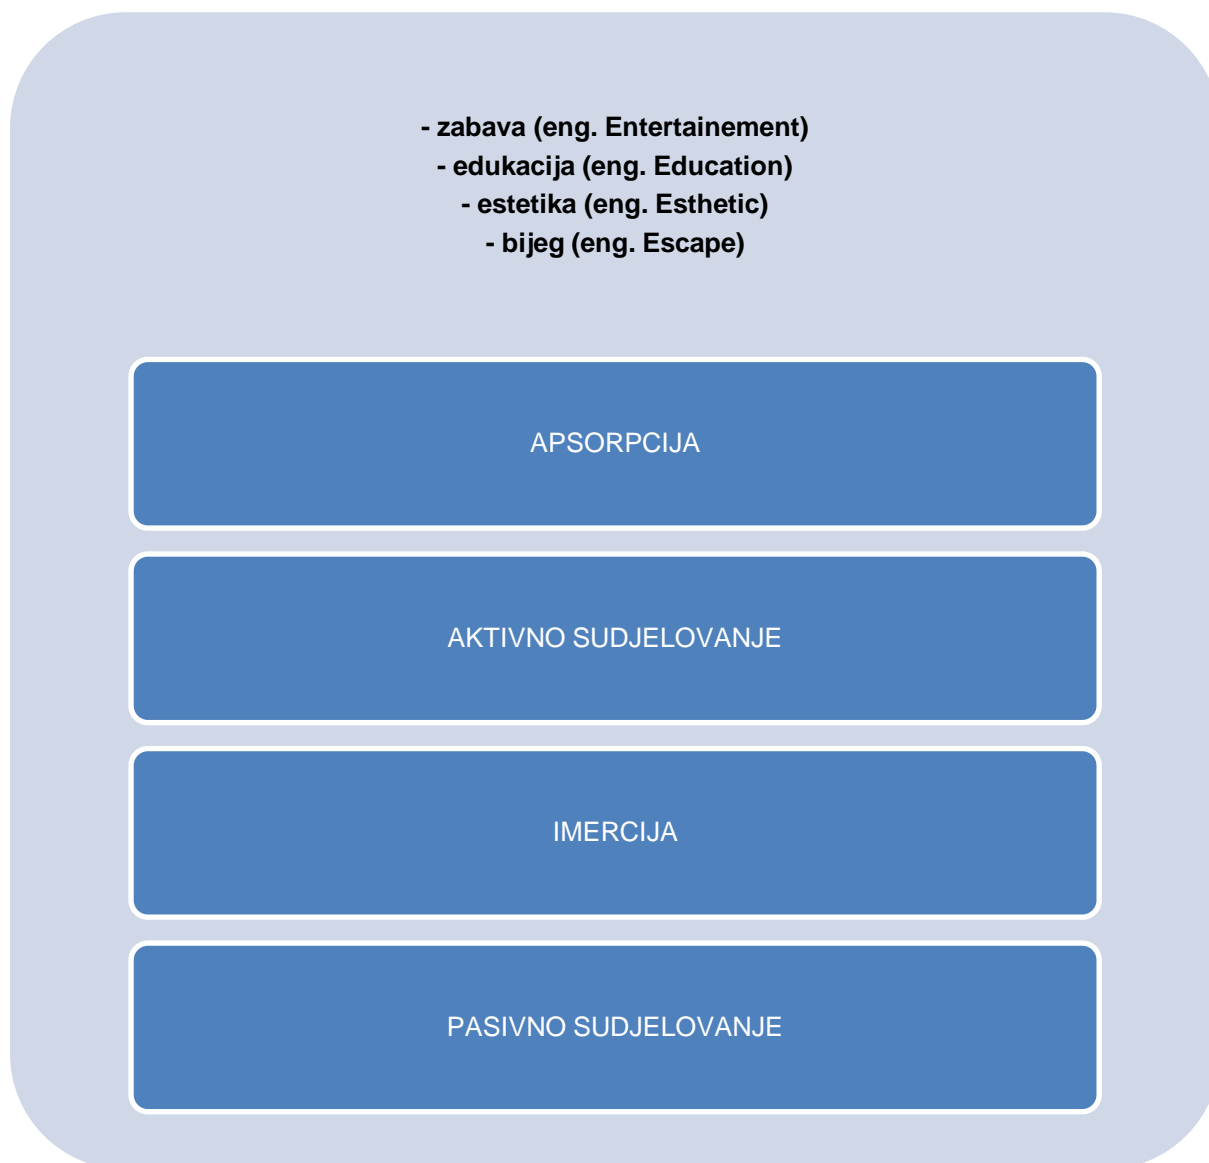 - zabava (eng. Entertainement)
- edukacija (eng. Education)
- estetika (eng. Esthetic)
- bijeg (eng. Escape)
APSORPCIJA
AKTIVNO SUDJELOVANJE
IMERCIJA
PASIVNO SUDJELOVANJE